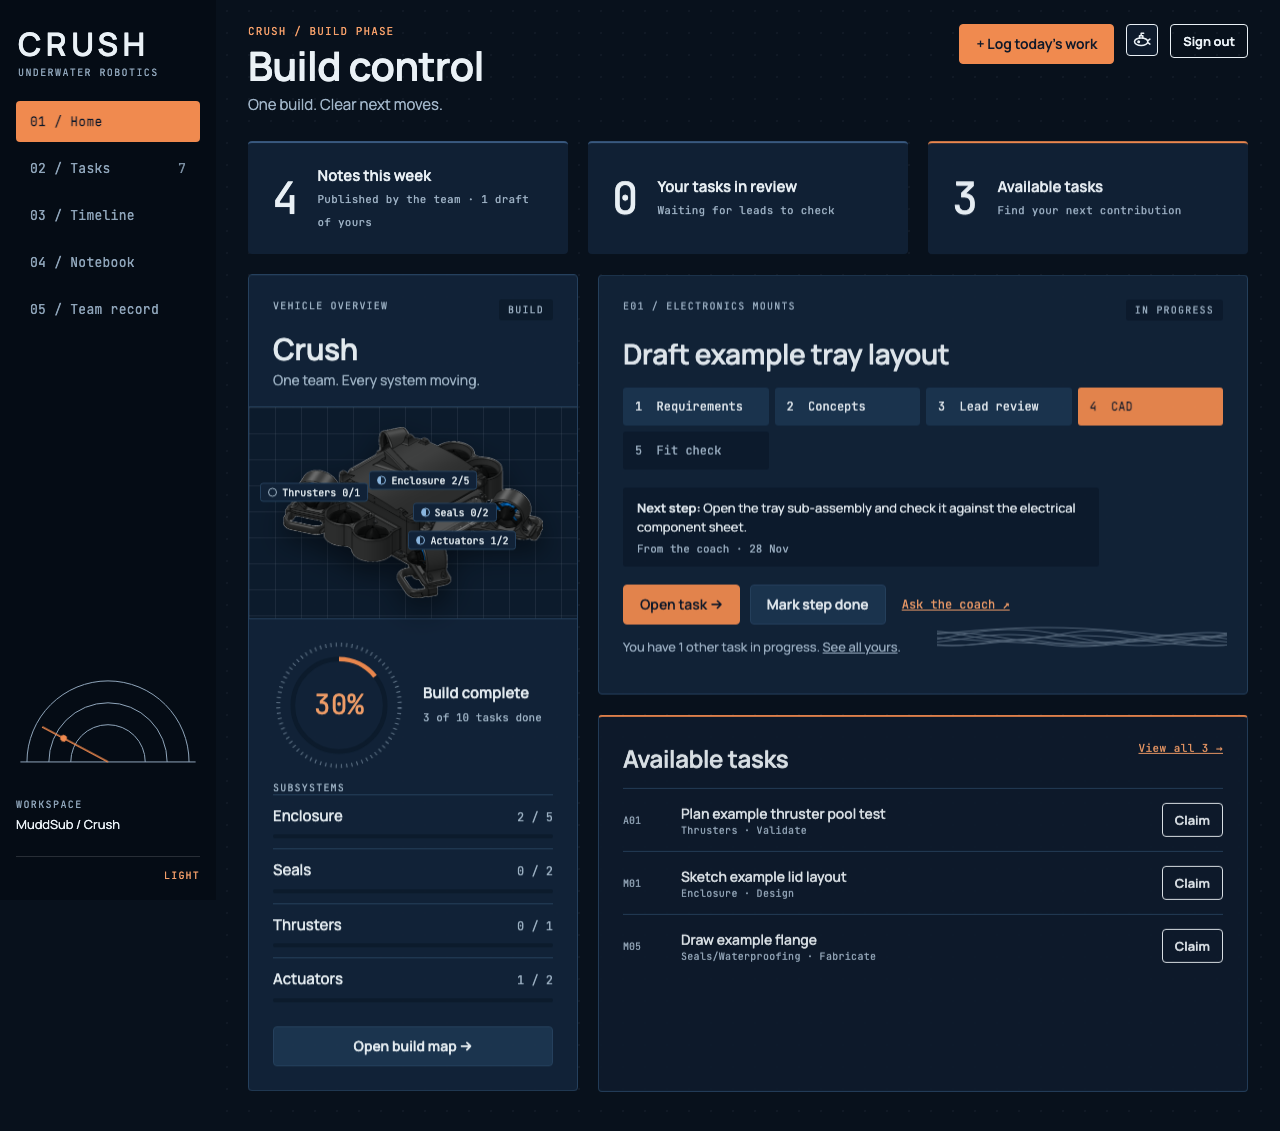 CRUSH
UNDERWATER ROBOTICS
01 / Home
02 / Tasks 7
03 / Timeline
04 / Notebook
05 / Team record
WORKSPACE
MuddSub / Crush
LIGHT
CRUSH / BUILD PHASE
Build control
One build. Clear next moves.
+ Log today's work
Sign out
4
Notes this week
Published by the team · 1 draft
of yours
0
Your tasks in review
Waiting for leads to check
3
Available tasks
Find your next contribution
VEHICLE OVERVIEW
BUILD
Crush
One team. Every system moving.
Enclosure 2/5
Thrusters 0/1
Seals 0/2
Actuators 1/2
30%
Build complete
3 of 10 tasks done
SUBSYSTEMS
Enclosure 2 / 5
Seals 0 / 2
Thrusters 0 / 1
Actuators 1 / 2
Open build map →
E01 / ELECTRONICS MOUNTS
IN PROGRESS
Draft example tray layout
1 Requirements
2 Concepts
3 Lead review
4 CAD
5 Fit check
Next step: Open the tray sub-assembly and check it against the electrical
component sheet.
From the coach · 28 Nov
Open task →
Mark step done
Ask the coach ↗
You have 1 other task in progress. See all yours.
Available tasks
View all 3 →
A01
Plan example thruster pool test
Thrusters · Validate
Claim
M01
Sketch example lid layout
Enclosure · Design
Claim
M05
Draw example flange
Seals/Waterproofing · Fabricate
Claim